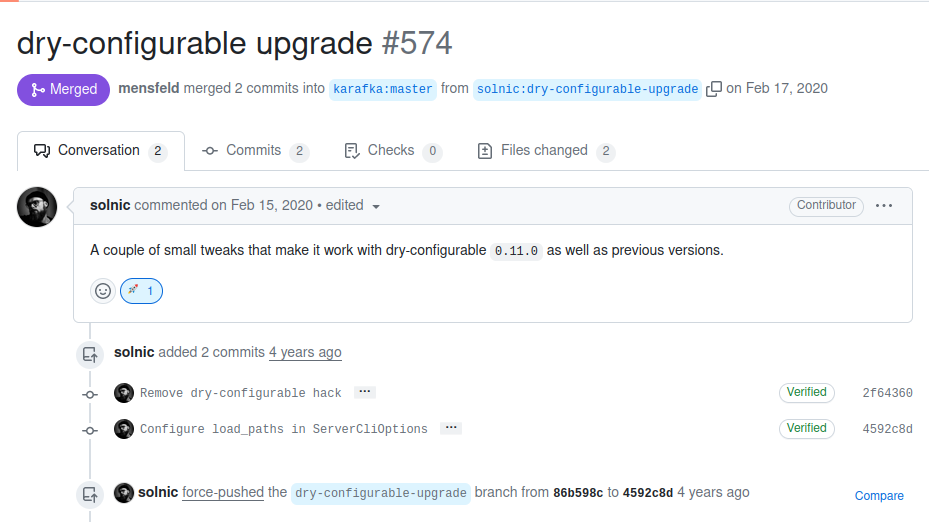 dry-configurable upgrade #574
Merged mensfeld merged 2 commits into karafka:master from solnic:dry-configurable-upgrade on Feb 17, 2020
Conversation 2 Commits 2 Checks 0 Files changed 2
solnic commented on Feb 15, 2020 • edited Contributor ...
A couple of small tweaks that make it work with dry-configurable 0.11.0 as well as previous versions.
1
solnic added 2 commits 4 years ago
Remove dry-configurable hack ... Verified 2f64360
Configure load_paths in ServerCliOptions ... Verified 4592c8d
solnic force-pushed the dry-configurable-upgrade branch from 86b598c to 4592c8d 4 years ago Compare